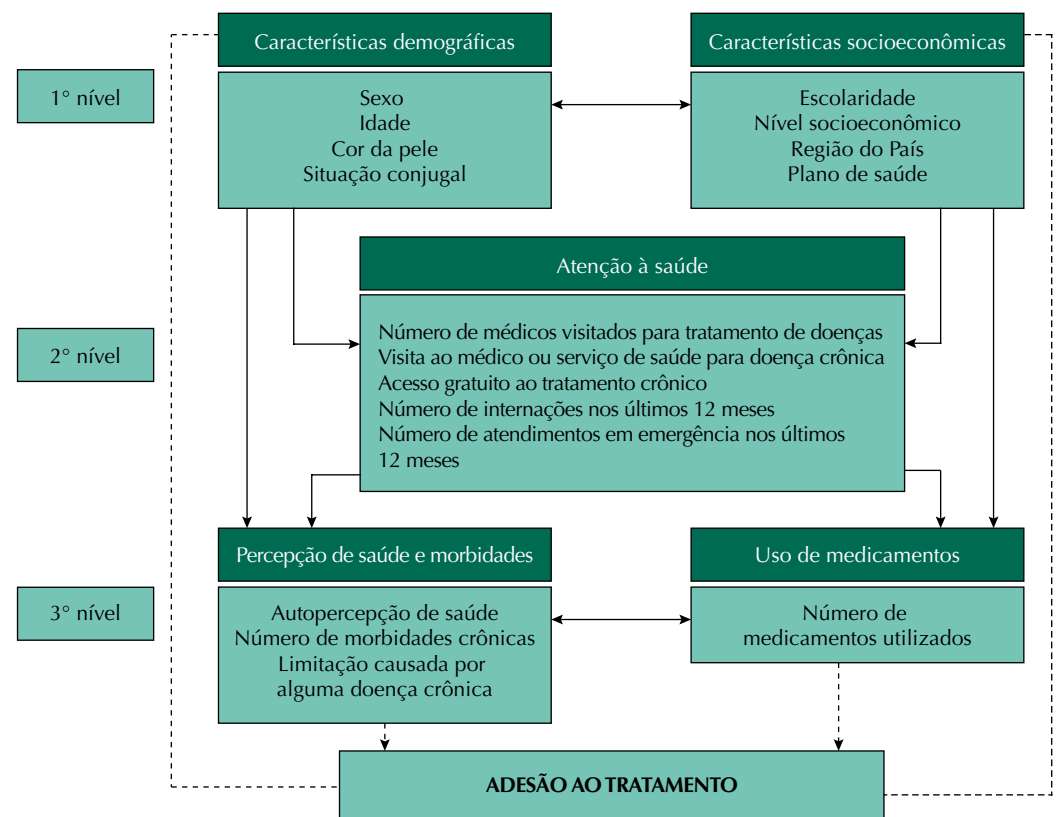 Características demográficas
Características socioeconômicas
1° nível
Sexo
Idade
Cor da pele
Situação conjugal
Escolaridade
Nível socioeconômico
Região do País
Plano de saúde
Atenção à saúde
2° nível
Número de médicos visitados para tratamento de doenças
Visita ao médico ou serviço de saúde para doença crônica
Acesso gratuito ao tratamento crônico
Número de internações nos últimos 12 meses
Número de atendimentos em emergência nos últimos
12 meses
Percepção de saúde e morbidades
Uso de medicamentos
3° nível
Autopercepção de saúde
Número de morbidades crônicas
Limitação causada por
alguma doença crônica
Número de
medicamentos utilizados
ADESÃO AO TRATAMENTO